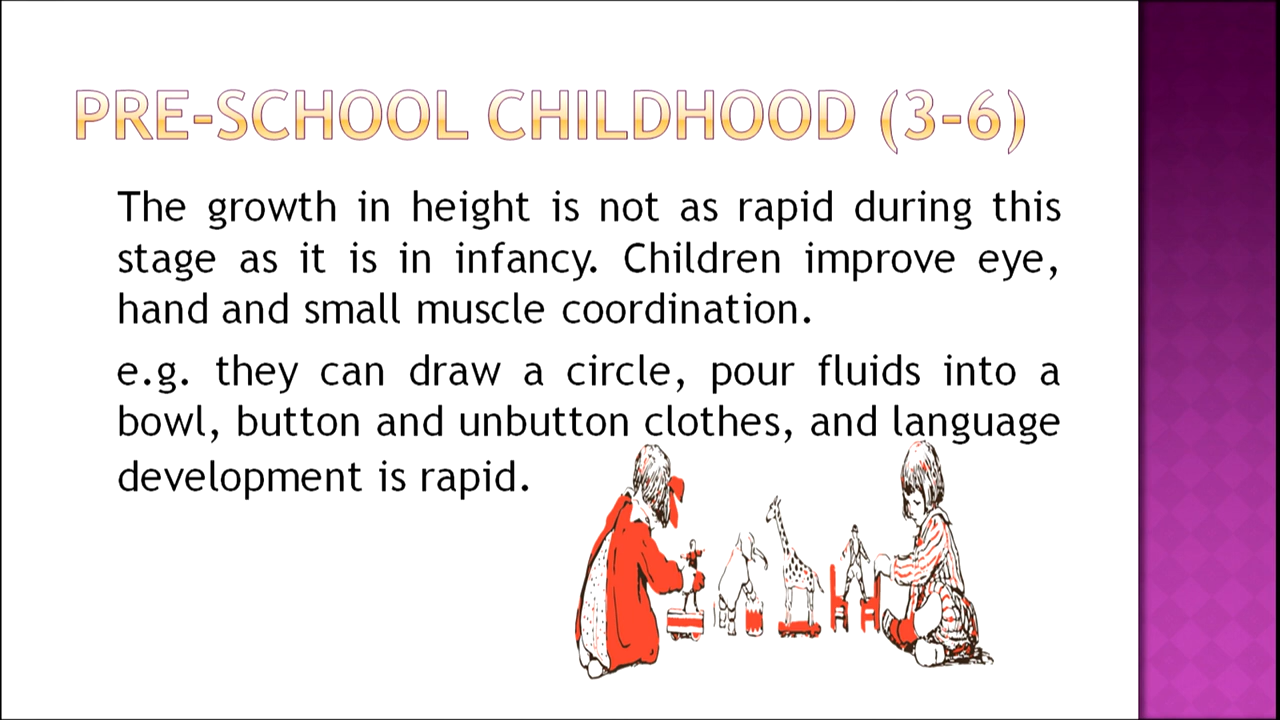 PRE-SCHOOL CHILDHOOD (3-6)
The growth in height is not as rapid during this
stage as it is in infancy. Children improve eye,
hand and small muscle coordination.
e.g. they can draw a circle, pour fluids into a
bowl, button and unbutton clothes, and language
development is rapid.